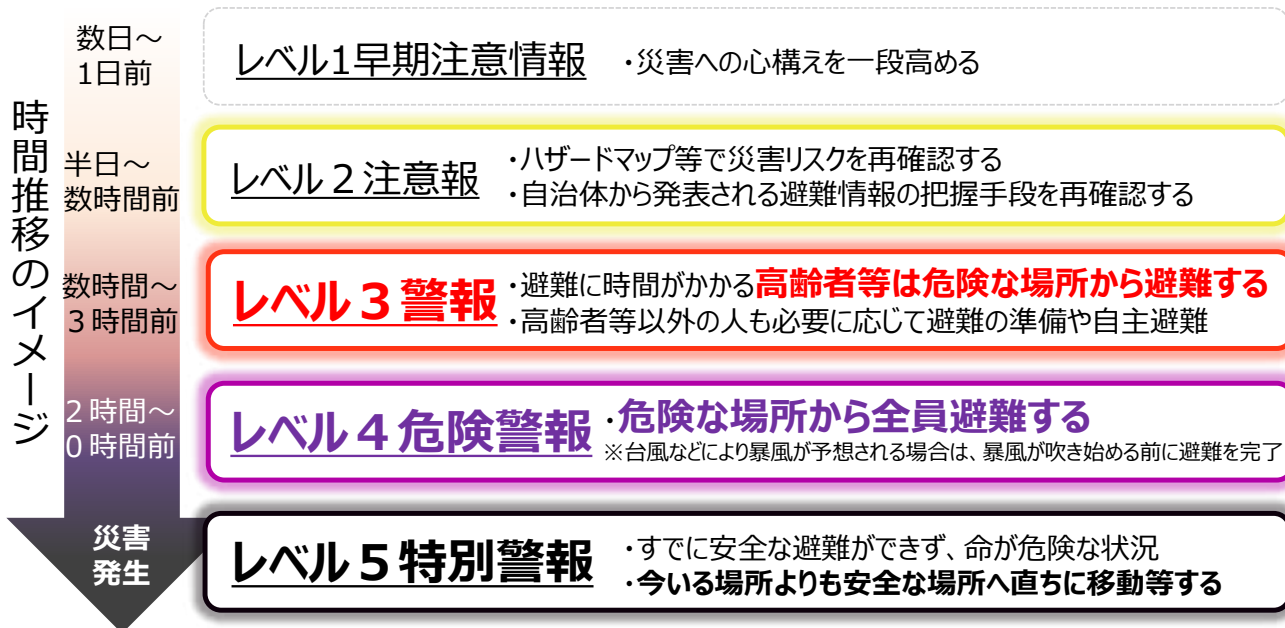 時間推移のイメージ
数日～
1日前
レベル1早期注意情報
・災害への心構えを一段高める
半日～
数時間前
レベル２注意報
・ハザードマップ等で災害リスクを再確認する
・自治体から発表される避難情報の把握手段を再確認する
数時間～
３時間前
レベル３警報
・避難に時間がかかる高齢者等は危険な場所から避難する
・高齢者等以外の人も必要に応じて避難の準備や自主避難
２時間～
０時間前
レベル４危険警報
・危険な場所から全員避難する
※台風などにより暴風が予想される場合は、暴風が吹き始める前に避難を完了
災害
発生
レベル５特別警報
・すでに安全な避難ができず、命が危険な状況
・今いる場所よりも安全な場所へ直ちに移動等する